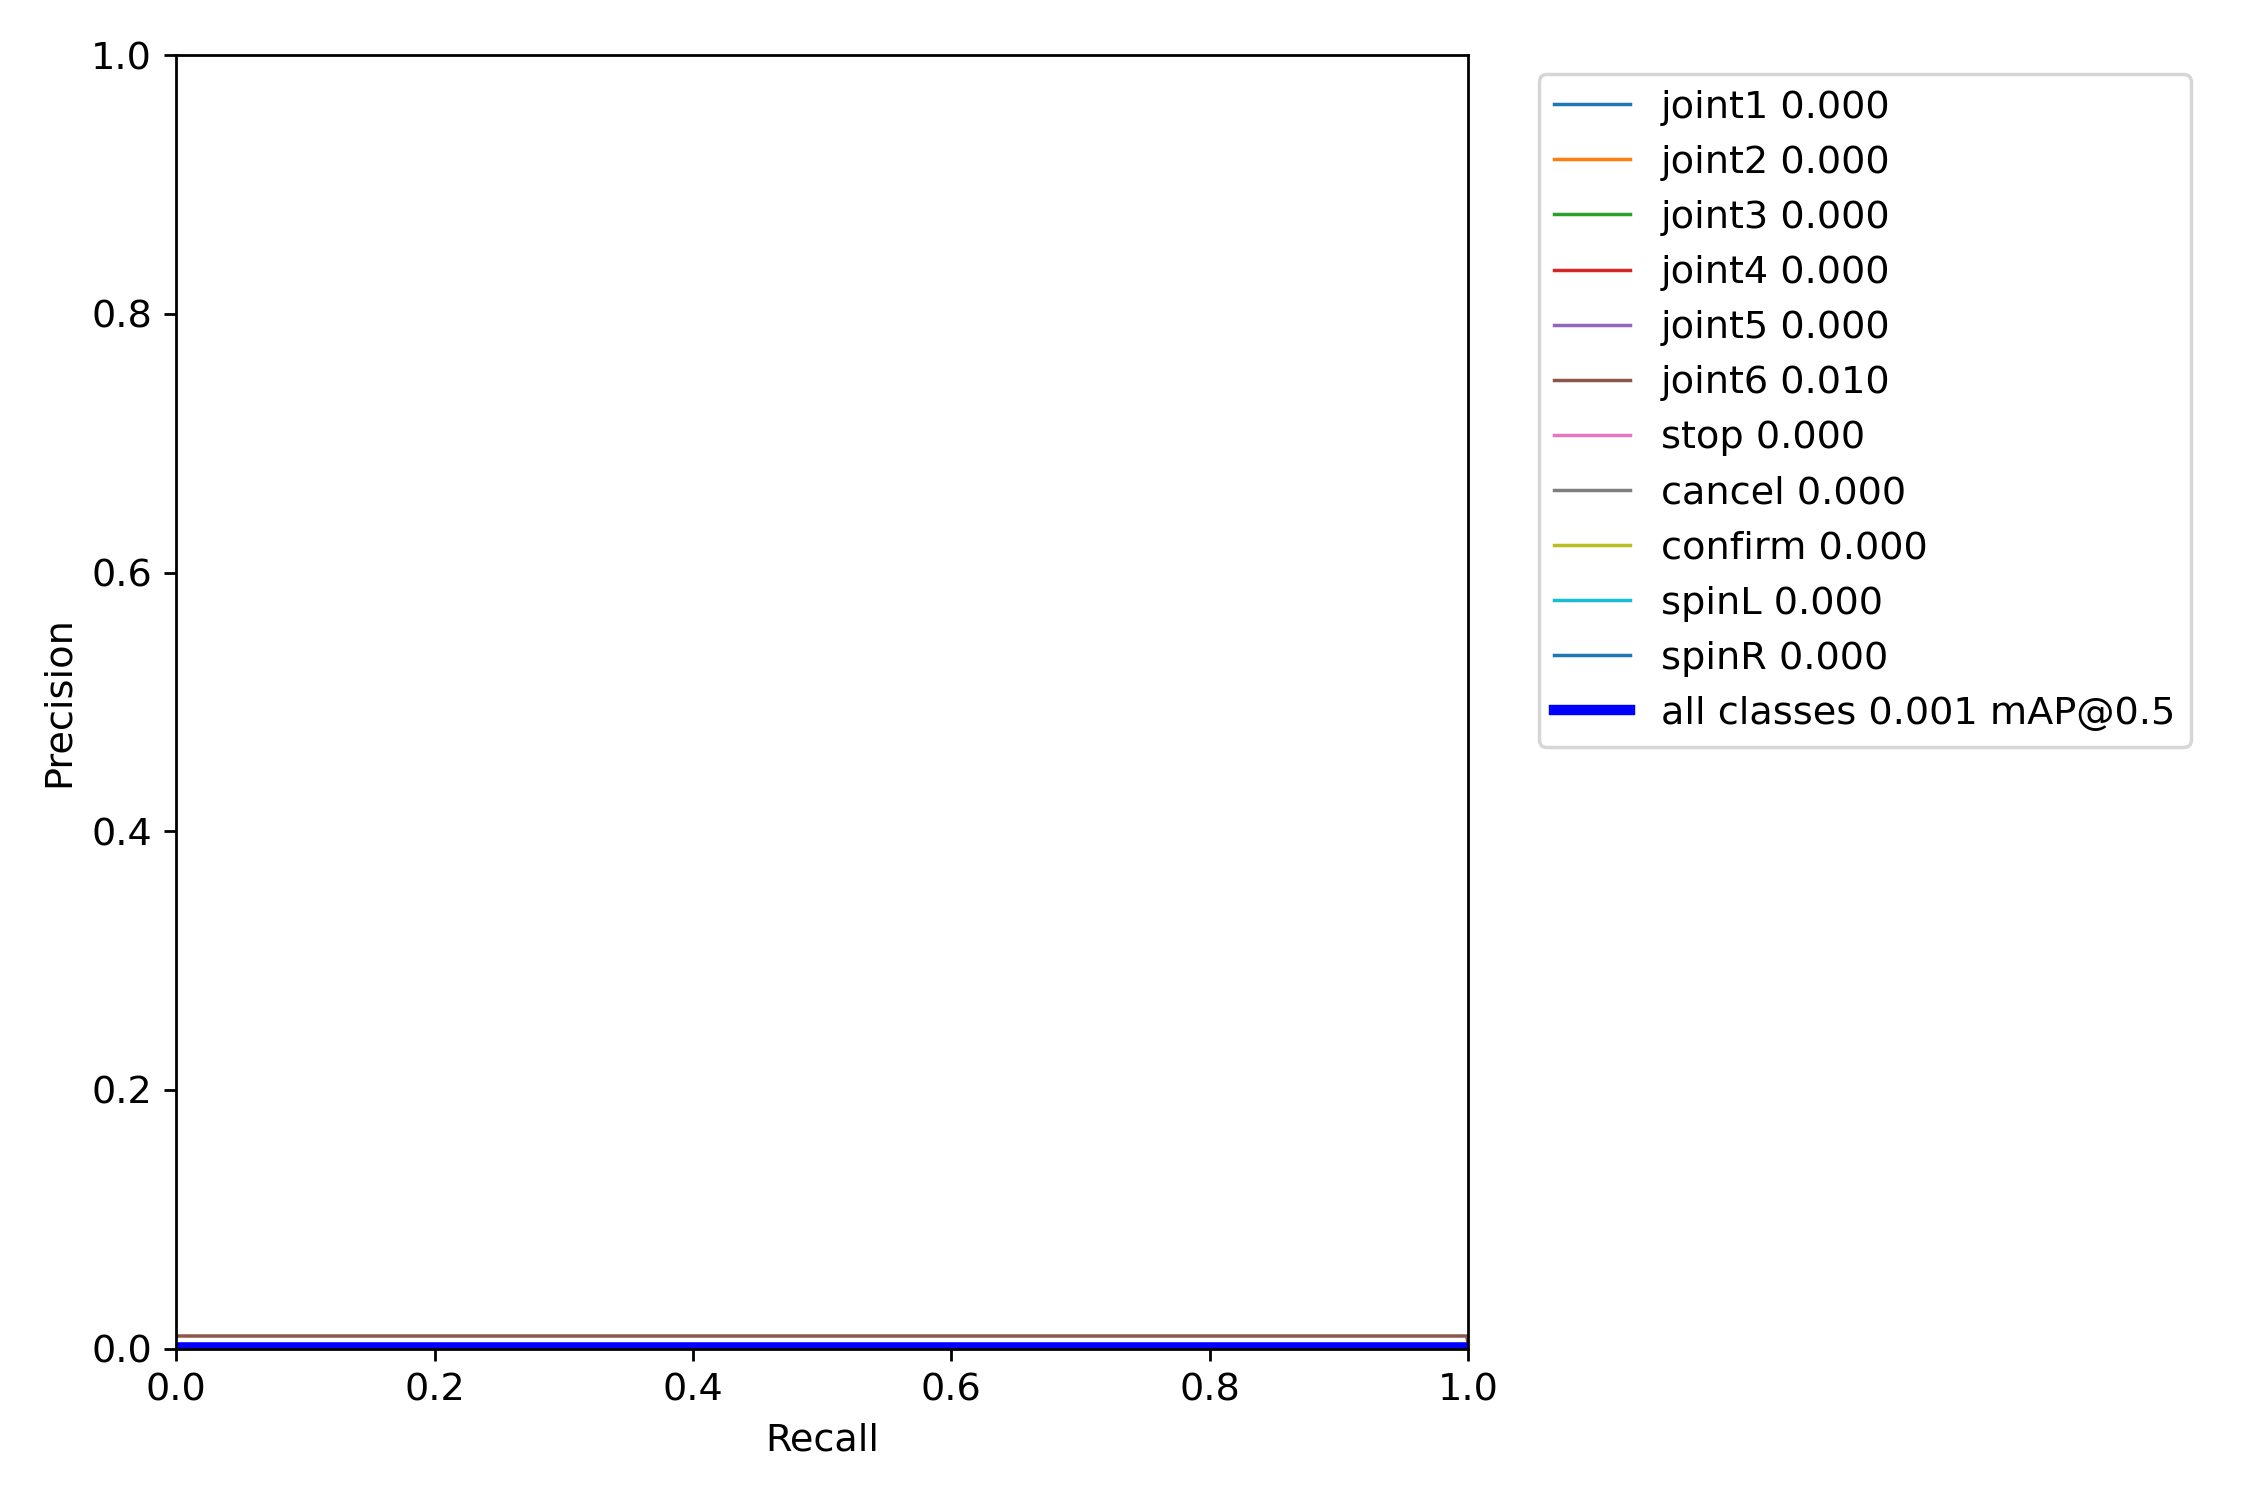 1.0
0.8
0.6
0.4
0.2
0.0
0.0 0.2 0.4 0.6 0.8 1.0
Precision
Recall
joint1 0.000
joint2 0.000
joint3 0.000
joint4 0.000
joint5 0.000
joint6 0.010
stop 0.000
cancel 0.000
confirm 0.000
spinL 0.000
spinR 0.000
all classes 0.001 mAP@0.5